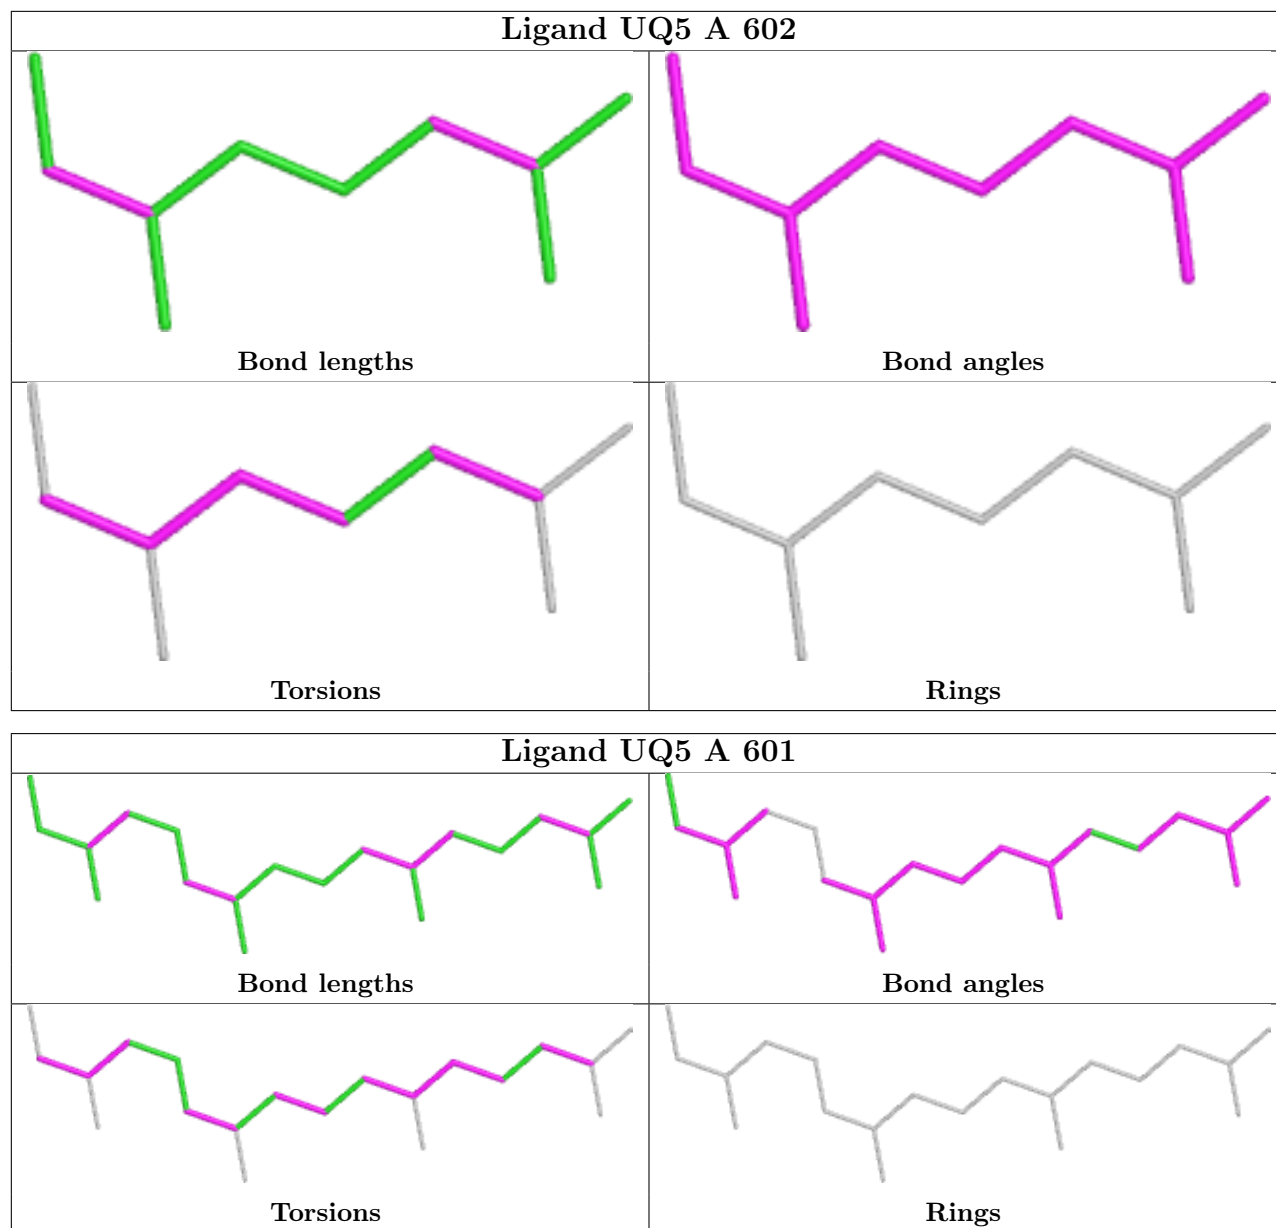 Ligand UQ5 A 602
Bond lengths
Bond angles
Torsions
Rings
Ligand UQ5 A 601
Bond lengths
Bond angles
Torsions
Rings